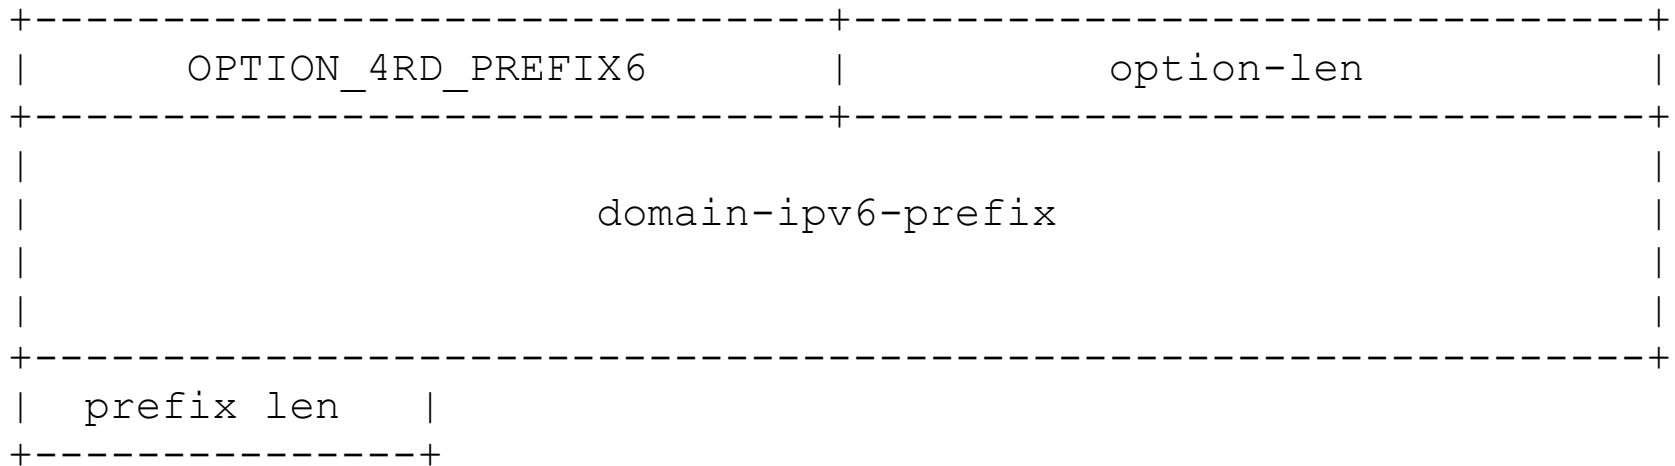 +-------------------------------+-------------------------------+
|      OPTION_4RD_PREFIX6       |          option-len           |
+-------------------------------+-------------------------------+
|                                                               |
|                      domain-ipv6-prefix                       |
|                                                               |
|                                                               |
+---------------------------------------------------------------+
|  prefix len   |
+---------------+